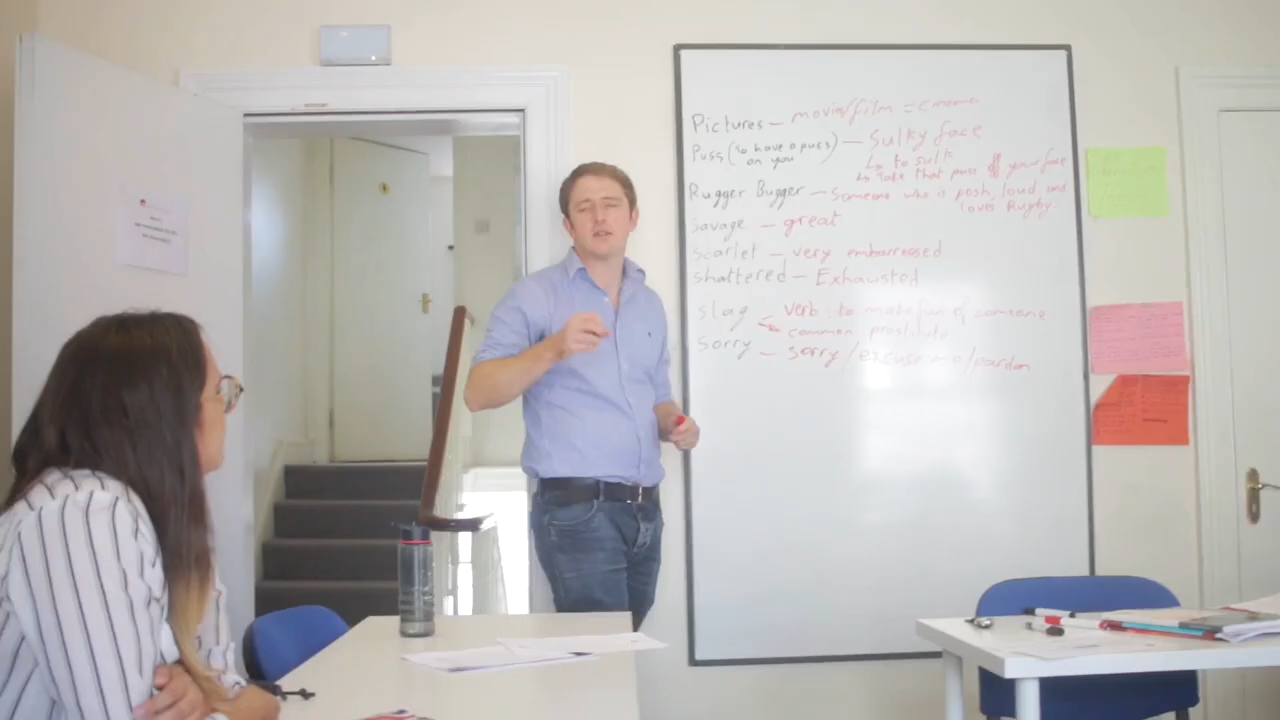 Pictures – movie/film = cinema
Puss (to have a puss on you) – Sulky face
↳ to sulk
↳ Take that puss off your face
Rugger Bugger – Someone who is posh, loud, and
loves Rugby.
Savage – great
Scarlet – very embarrassed
shattered – Exhausted
slag – verb: to make fun of someone
common prostitute
sorry – sorry/excuse me/pardon